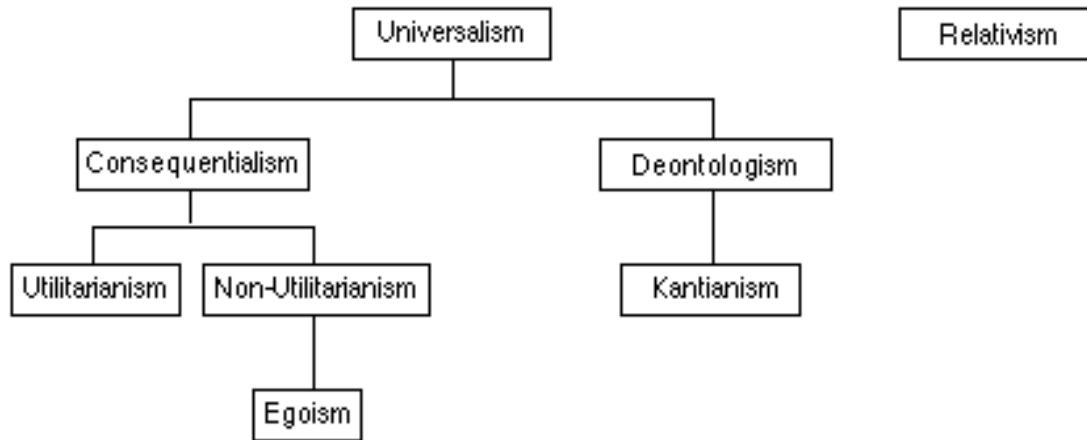 Universalism
Relativism
Consequentialism
Deontologism
Utilitarianism
Non-Utilitarianism
Kantianism
Egoism